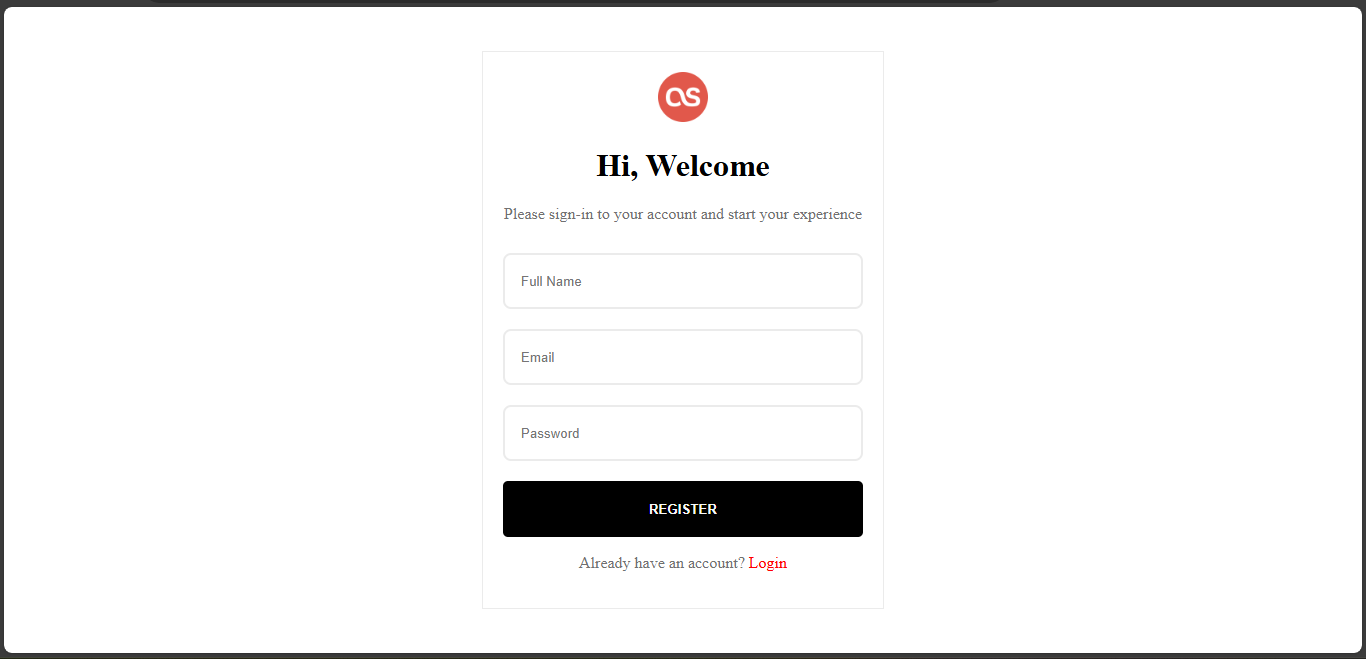 as
Hi, Welcome
Please sign-in to your account and start your experience
Full Name
Email
Password
REGISTER
Already have an account? Login